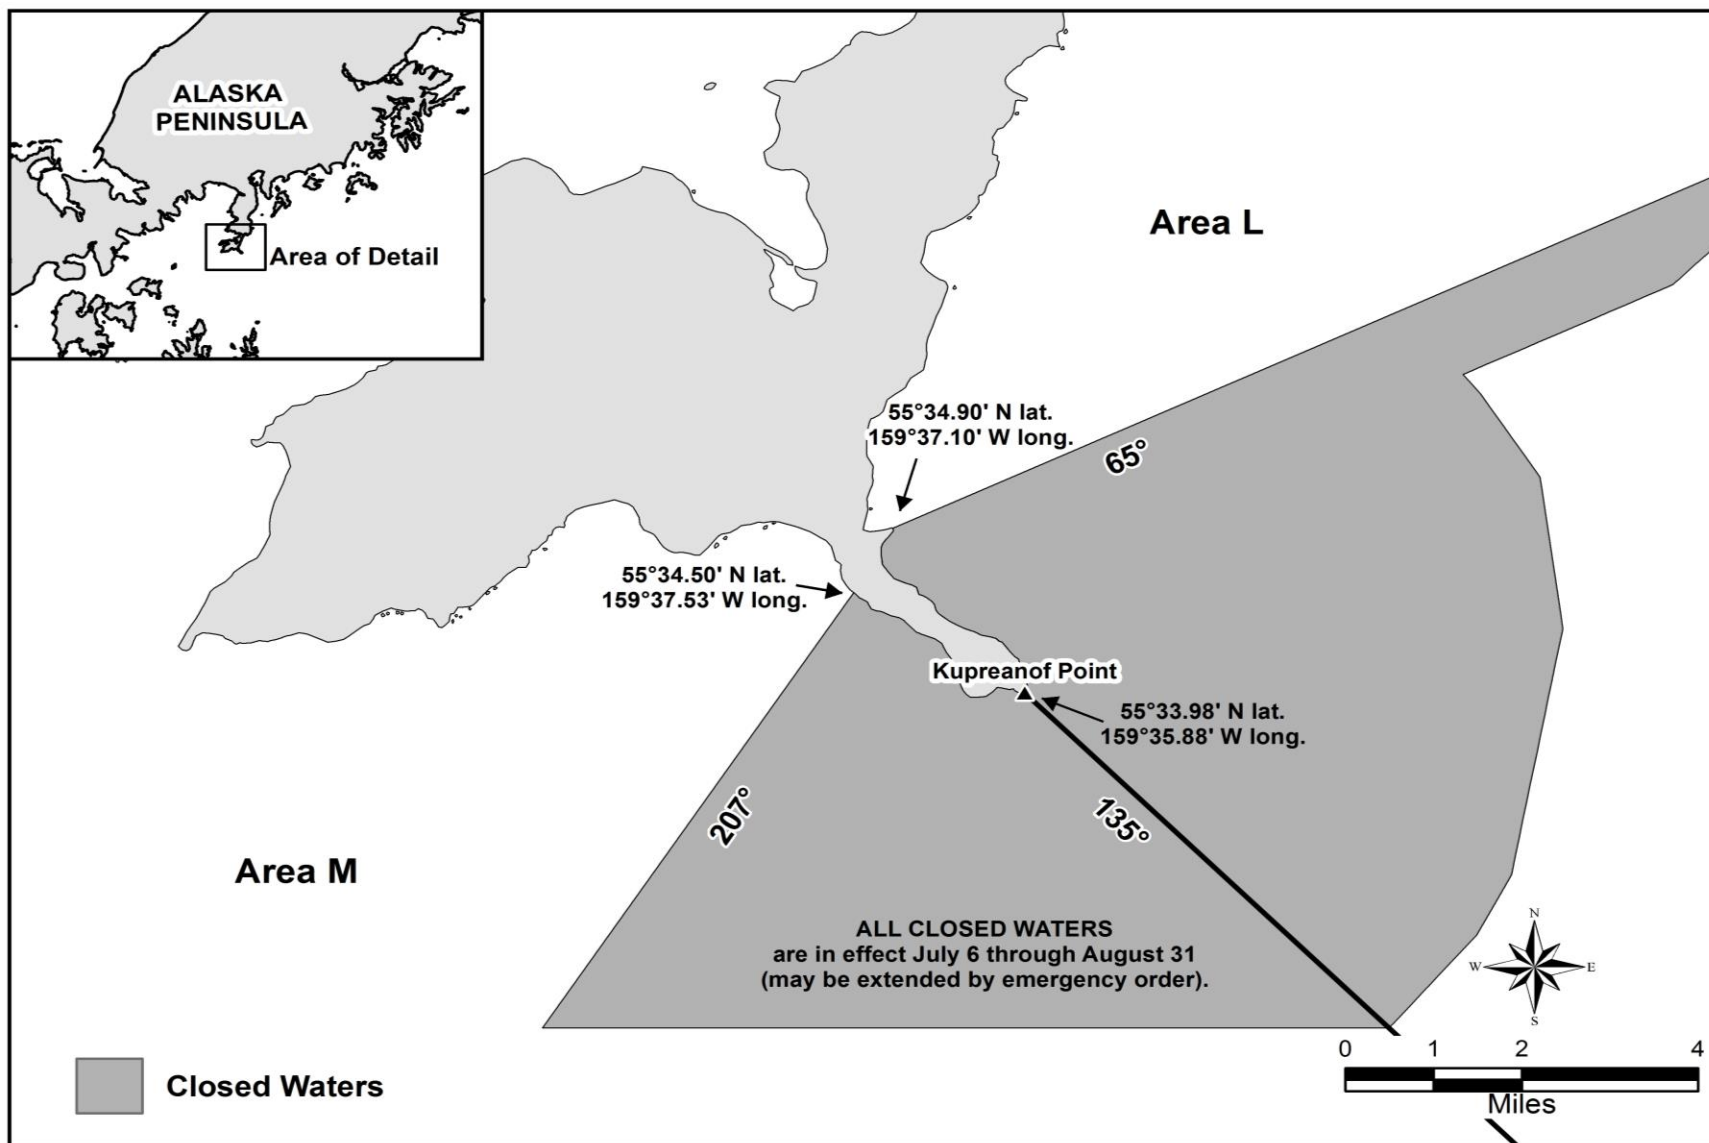 ALASKA
PENINSULA
Area of Detail
Area L
55°34.90' N lat.
159°37.10' W long.
65°
55°34.50' N lat.
159°37.53' W long.
Kupreanof Point
55°33.98' N lat.
159°35.88' W long.
207°
135°
Area M
ALL CLOSED WATERS
are in effect July 6 through August 31
(may be extended by emergency order).
N
W E
S
0 1 2 4
Miles
Closed Waters